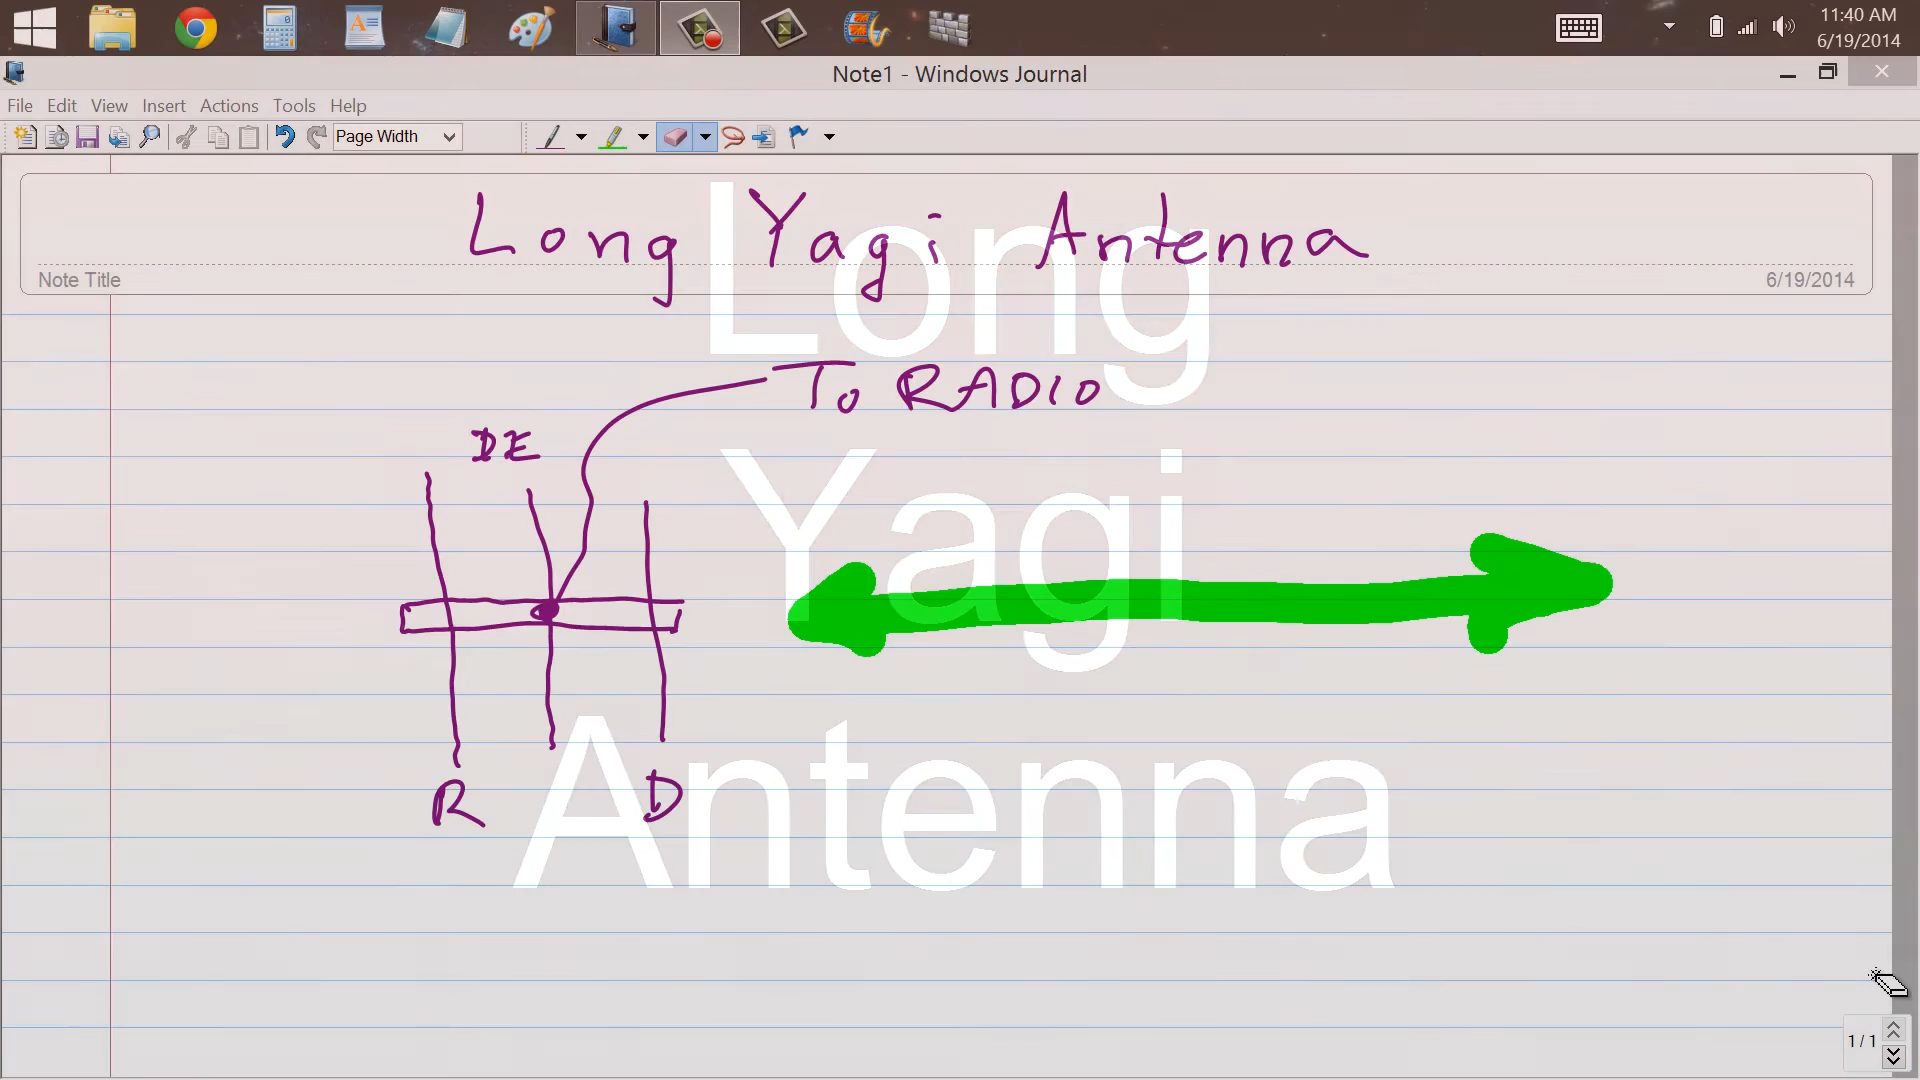 11:40 AM
6/19/2014
Note1 - Windows Journal
File Edit View Insert Actions Tools Help
Page Width
Long Yagi Antenna
Note Title
6/19/2014
Long
To RADIO
DE
Yagi
R
D
Antenna
1 / 1